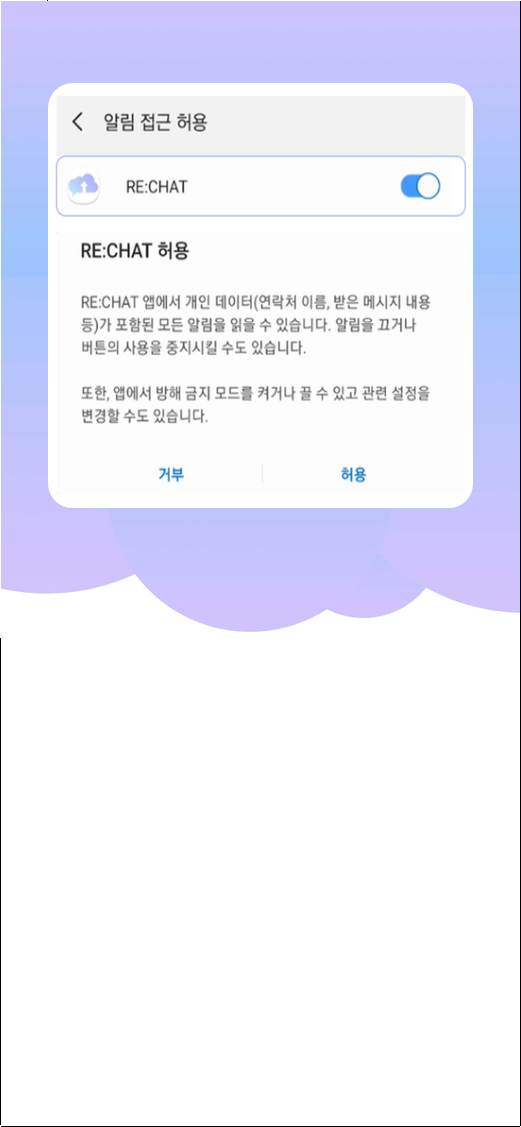 알림 접근 허용
RE:CHAT
RE:CHAT 허용
RE:CHAT 앱에서 개인 데이터(연락처 이름, 받은 메시지 내용
등)가 포함된 모든 알림을 읽을 수 있습니다. 알림을 끄거나
버튼의 사용을 중지시킬 수도 있습니다.
또한, 앱에서 방해 금지 모드를 켜거나 끌 수 있고 관련 설정을
변경할 수도 있습니다.
거부 허용